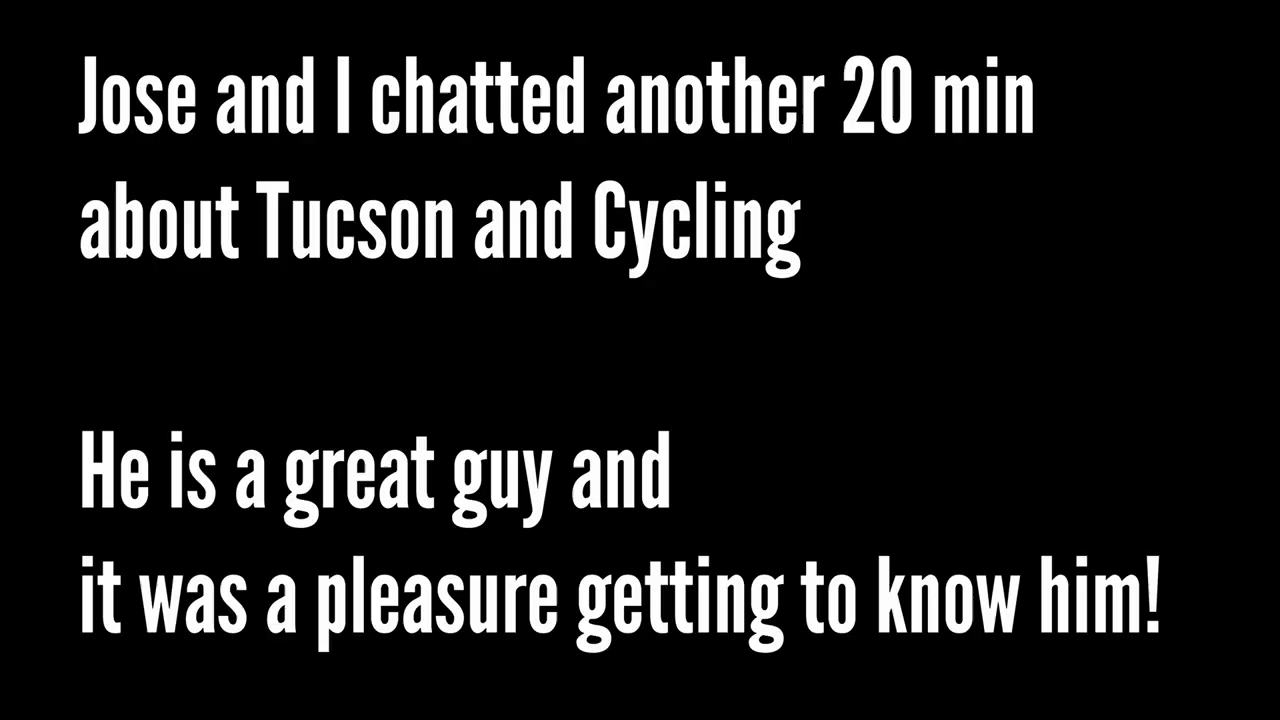 Jose and I chatted another 20 min
about Tucson and Cycling
He is a great guy and
it was a pleasure getting to know him!